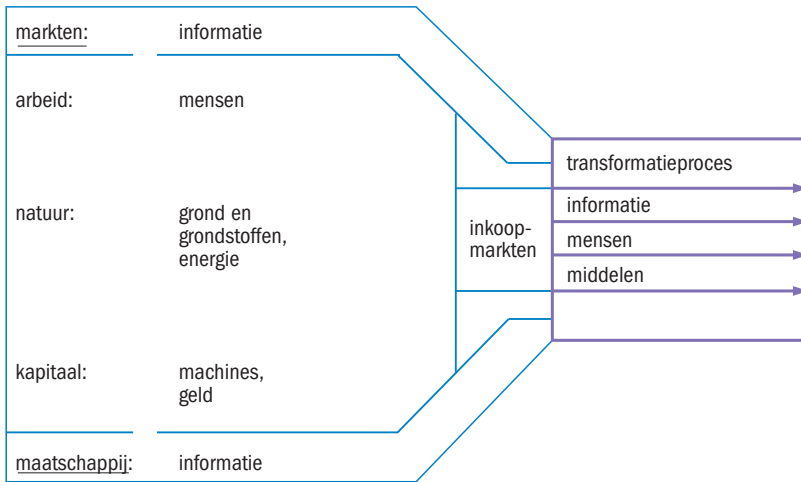 markten: informatie
arbeid: mensen
natuur: grond en
grondstoffen,
energie
kapitaal: machines,
geld
maatschappij: informatie
inkoop-
markten
transformatieproces
informatie
mensen
middelen